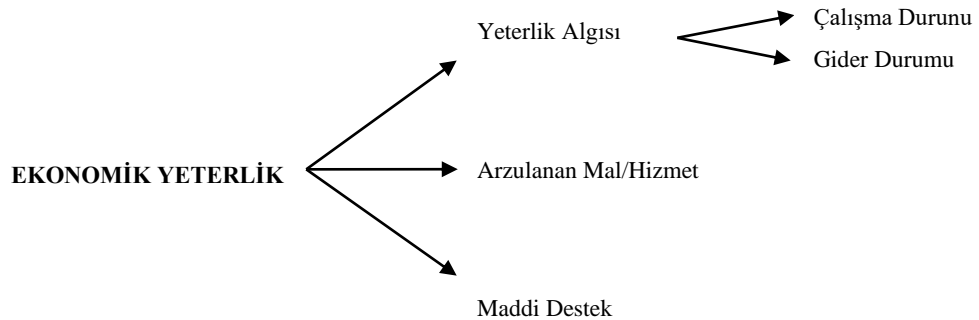 Çalışma Durunu
Yeterlik Algısı
Gider Durumu
EKONOMİK YETERLİK
Arzulanan Mal/Hizmet
Maddi Destek